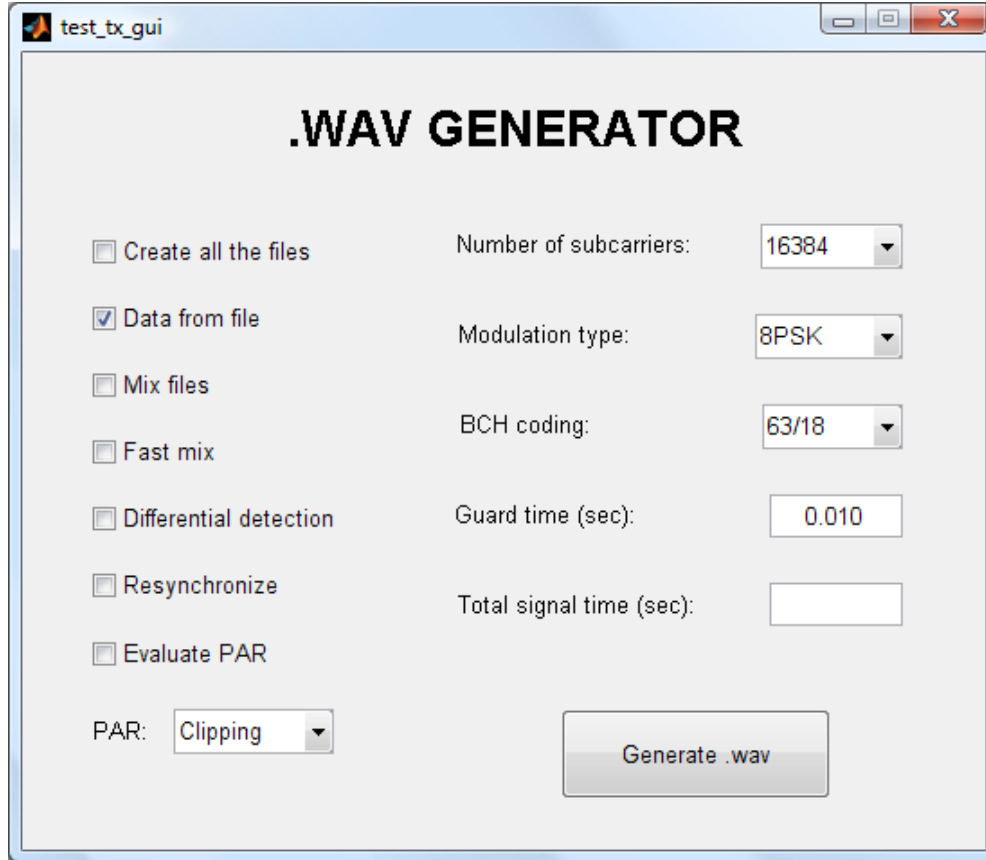 test_tx_gui
.WAV GENERATOR
Create all the files
Data from file
Mix files
Fast mix
Differential detection
Resynchronize
Evaluate PAR
PAR: Clipping
Number of subcarriers: 16384
Modulation type: 8PSK
BCH coding: 63/18
Guard time (sec): 0.010
Total signal time (sec):
Generate .wav